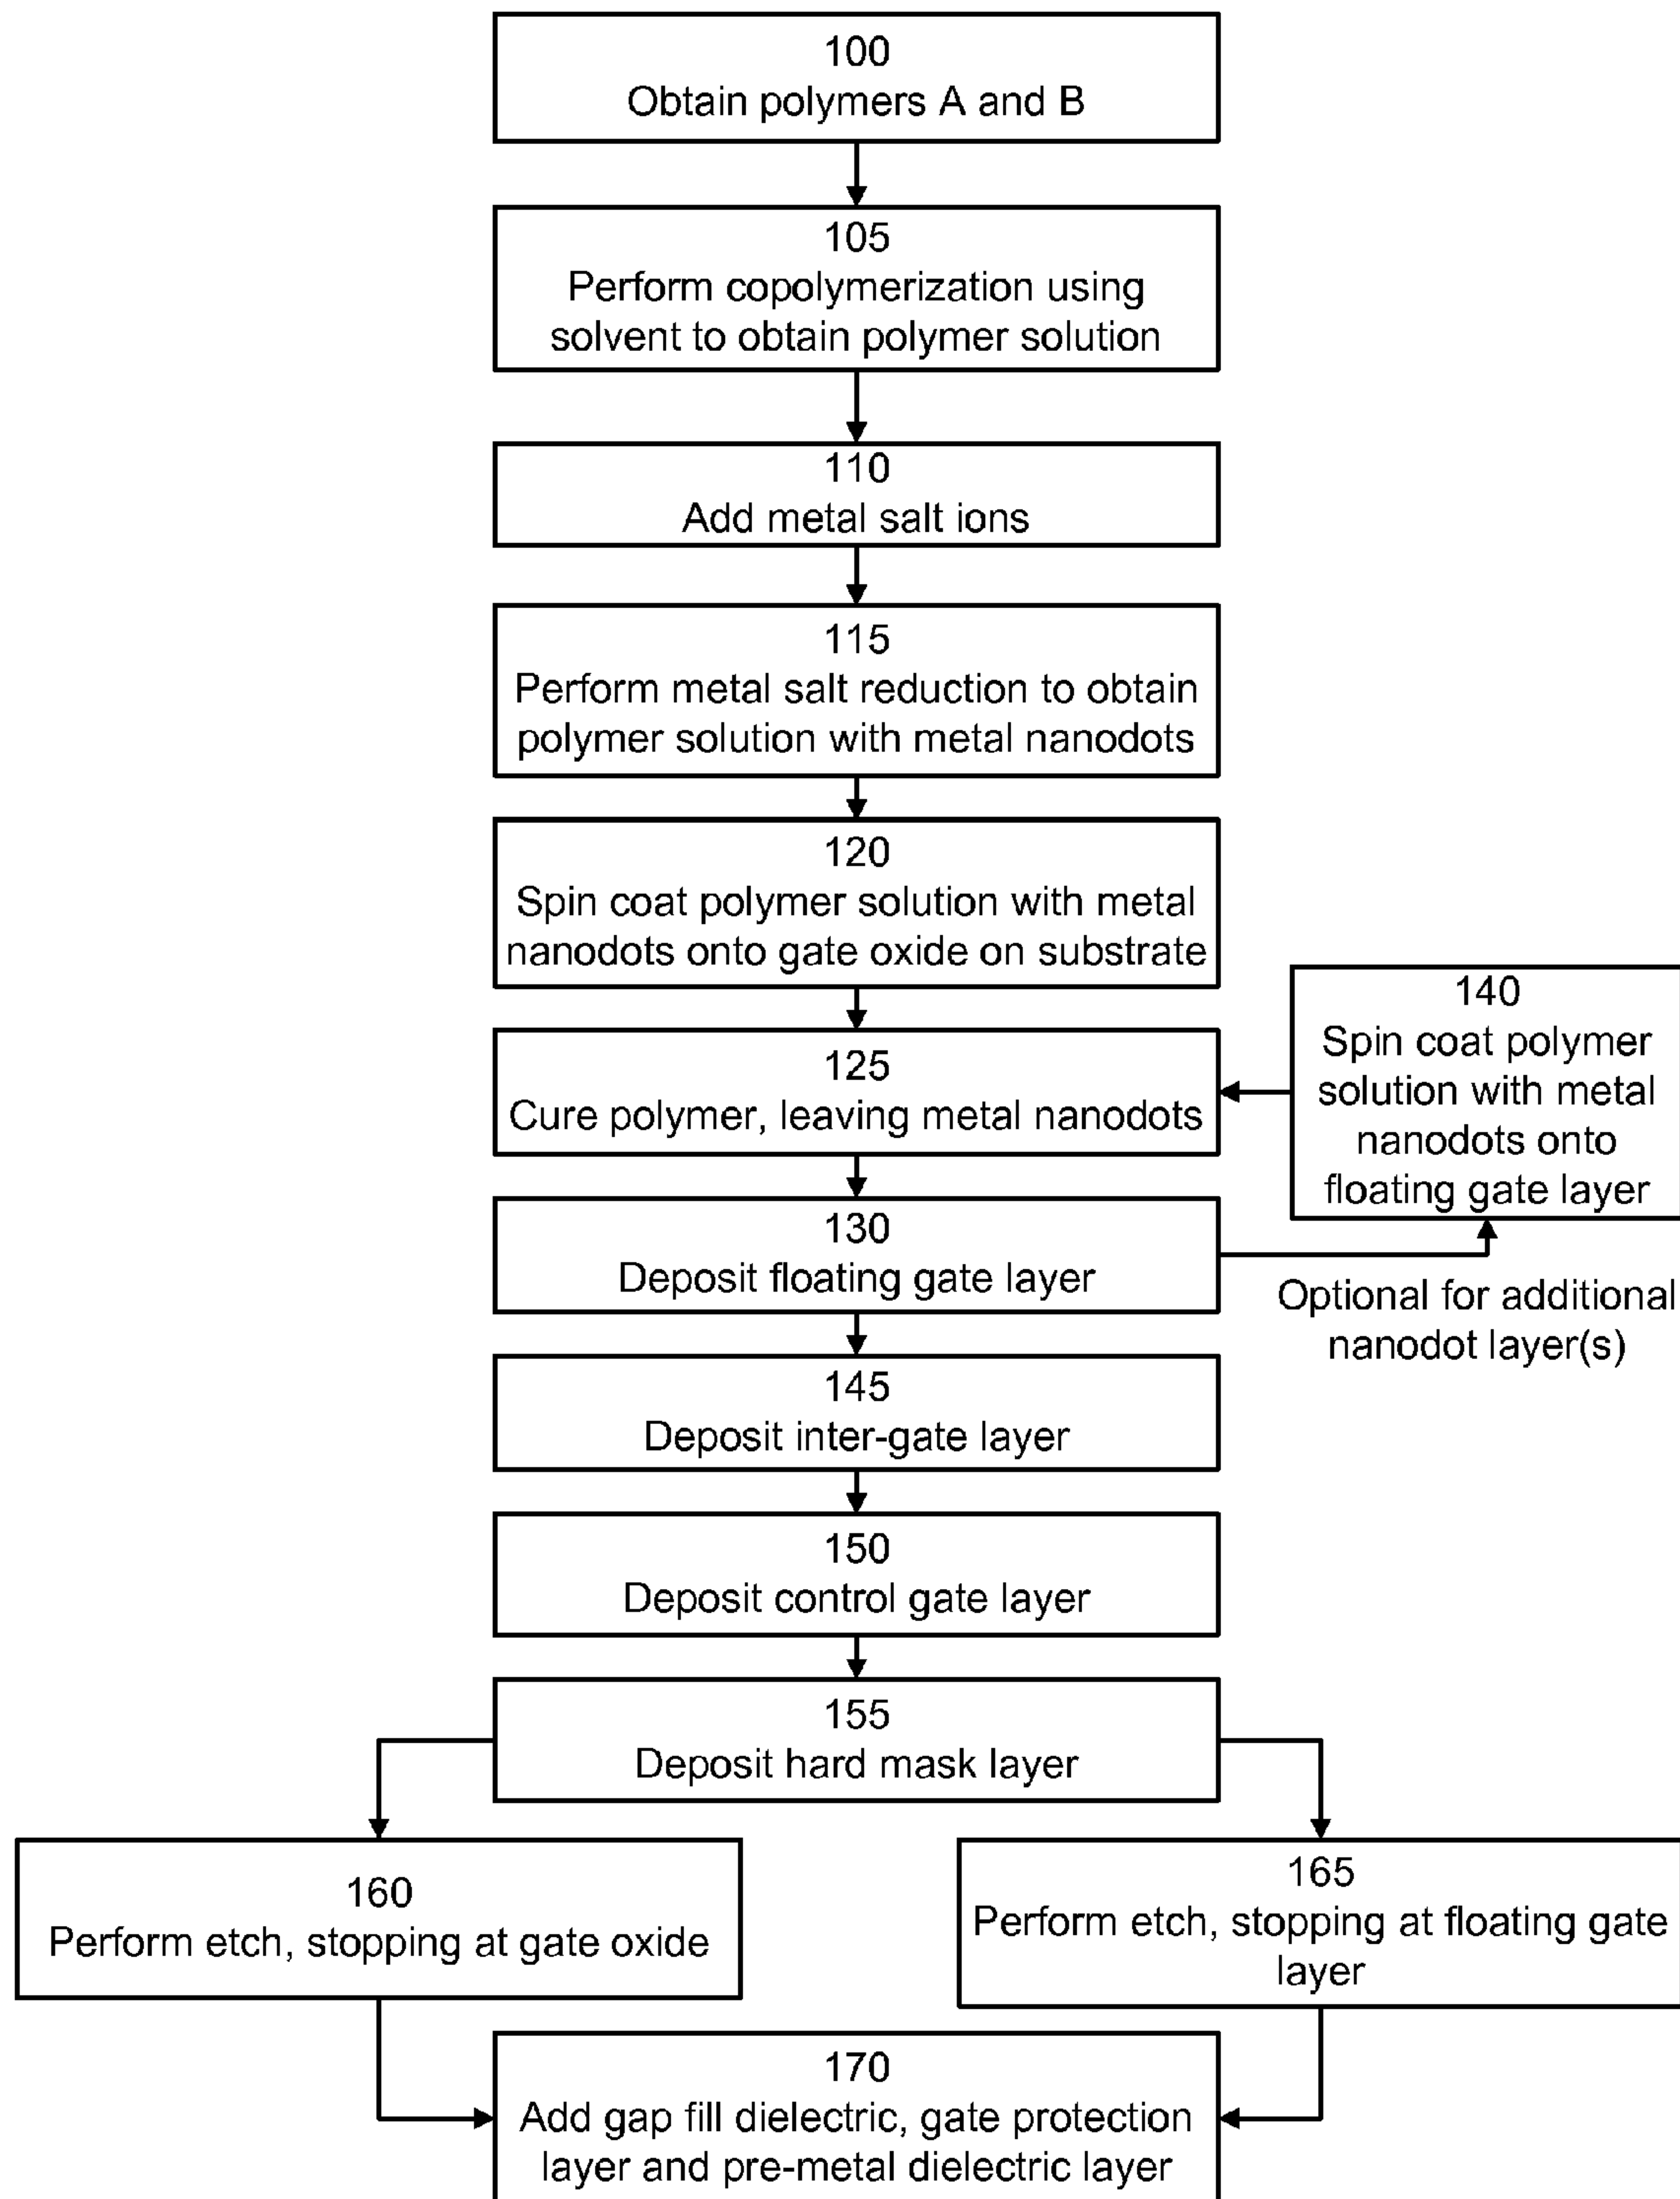 100
Obtain polymers A and B
105
Perform copolymerization using
solvent to obtain polymer solution
110
Add metal salt ions
115
Perform metal salt reduction to obtain
polymer solution with metal nanodots
120
Spin coat polymer solution with metal
nanodots onto gate oxide on substrate
125
Cure polymer, leaving metal nanodots
140
Spin coat polymer
solution with metal
nanodots onto
floating gate layer
130
Deposit floating gate layer
Optional for additional
nanodot layer(s)
145
Deposit inter-gate layer
150
Deposit control gate layer
155
Deposit hard mask layer
160
Perform etch, stopping at gate oxide
165
Perform etch, stopping at floating gate
layer
170
Add gap fill dielectric, gate protection
layer and pre-metal dielectric layer